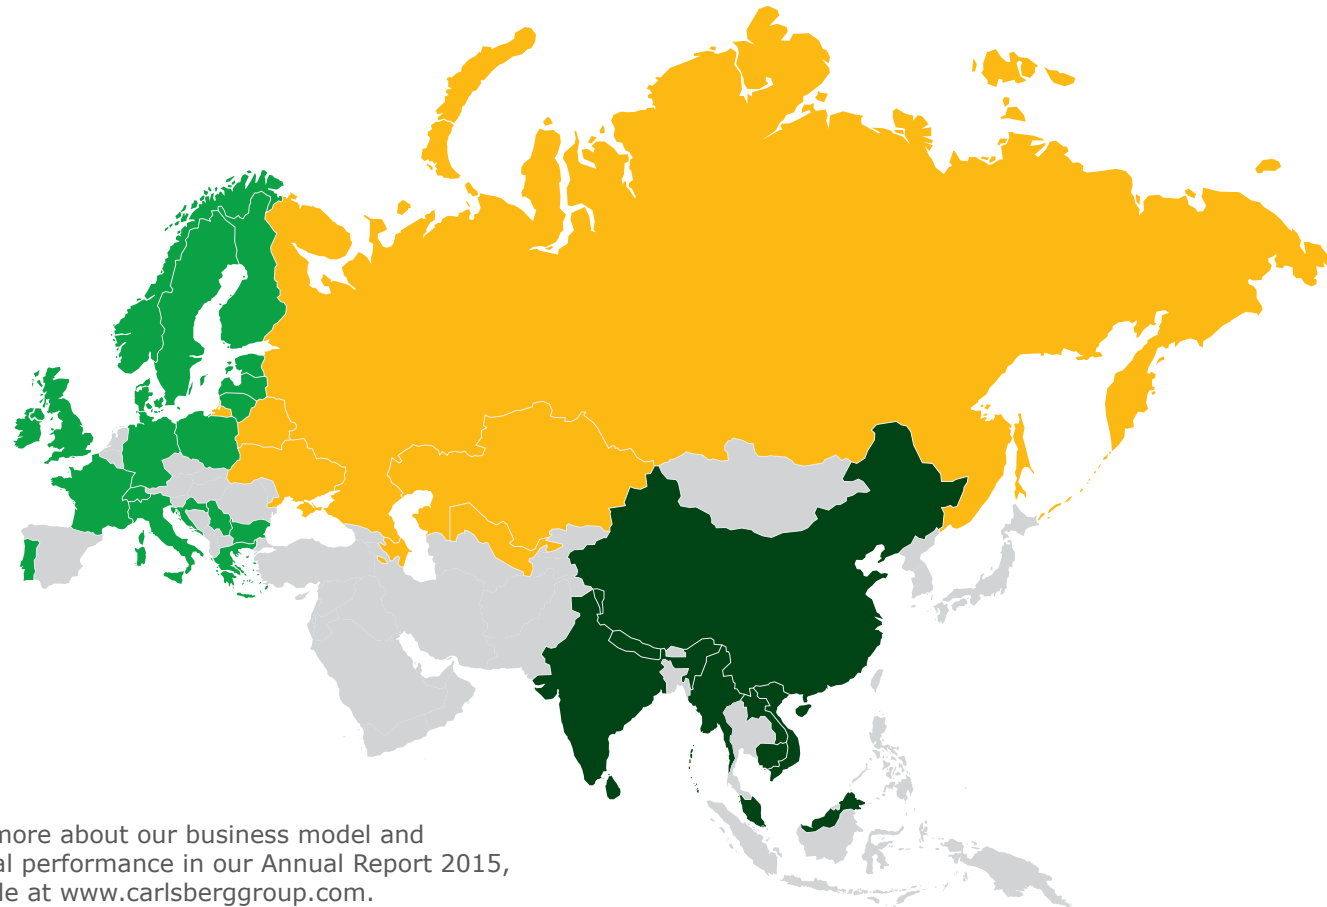 more about our business model and
al performance in our Annual Report 2015,
le at www.carlsberggroup.com.